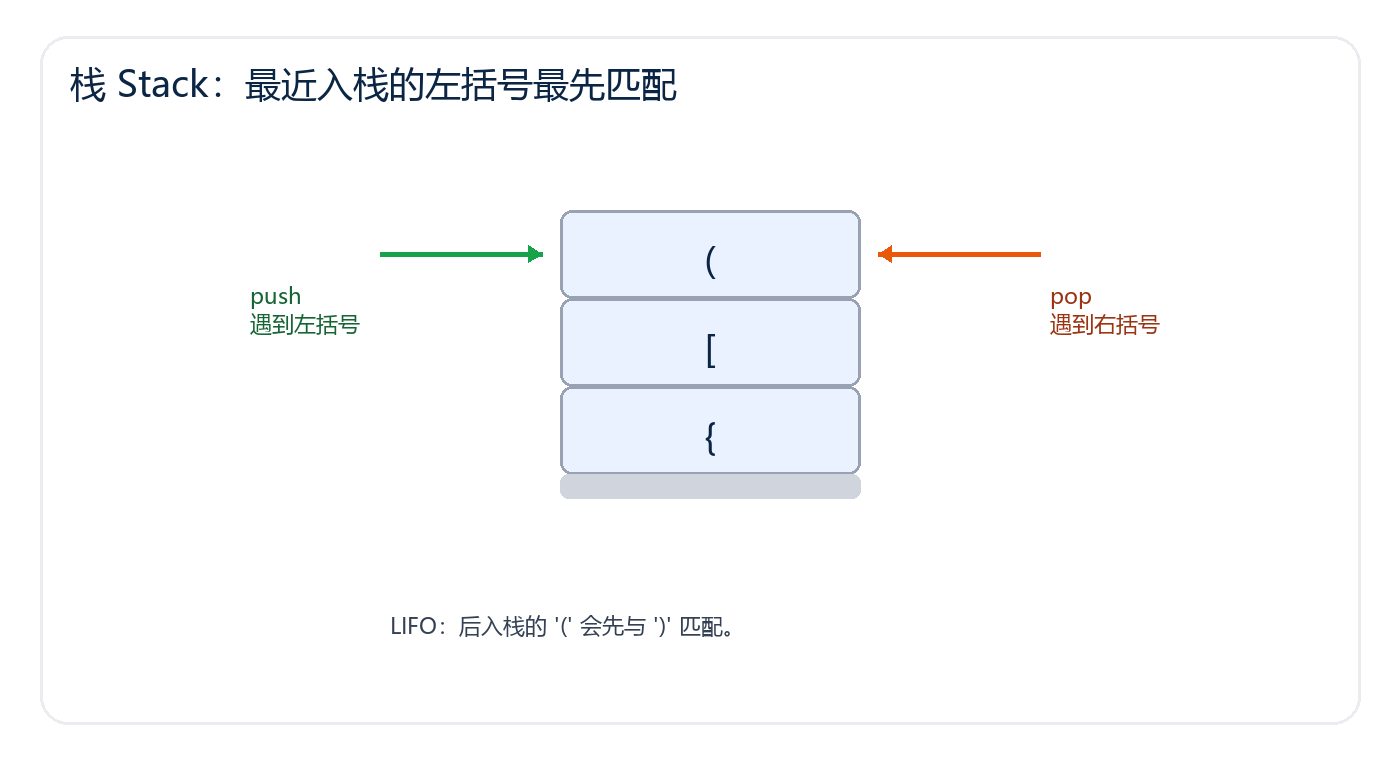 栈 Stack：最近入栈的左括号最先匹配
(
push
遇到左括号
pop
遇到右括号
[
{
LIFO：后入栈的 '(' 会先与 ')' 匹配。